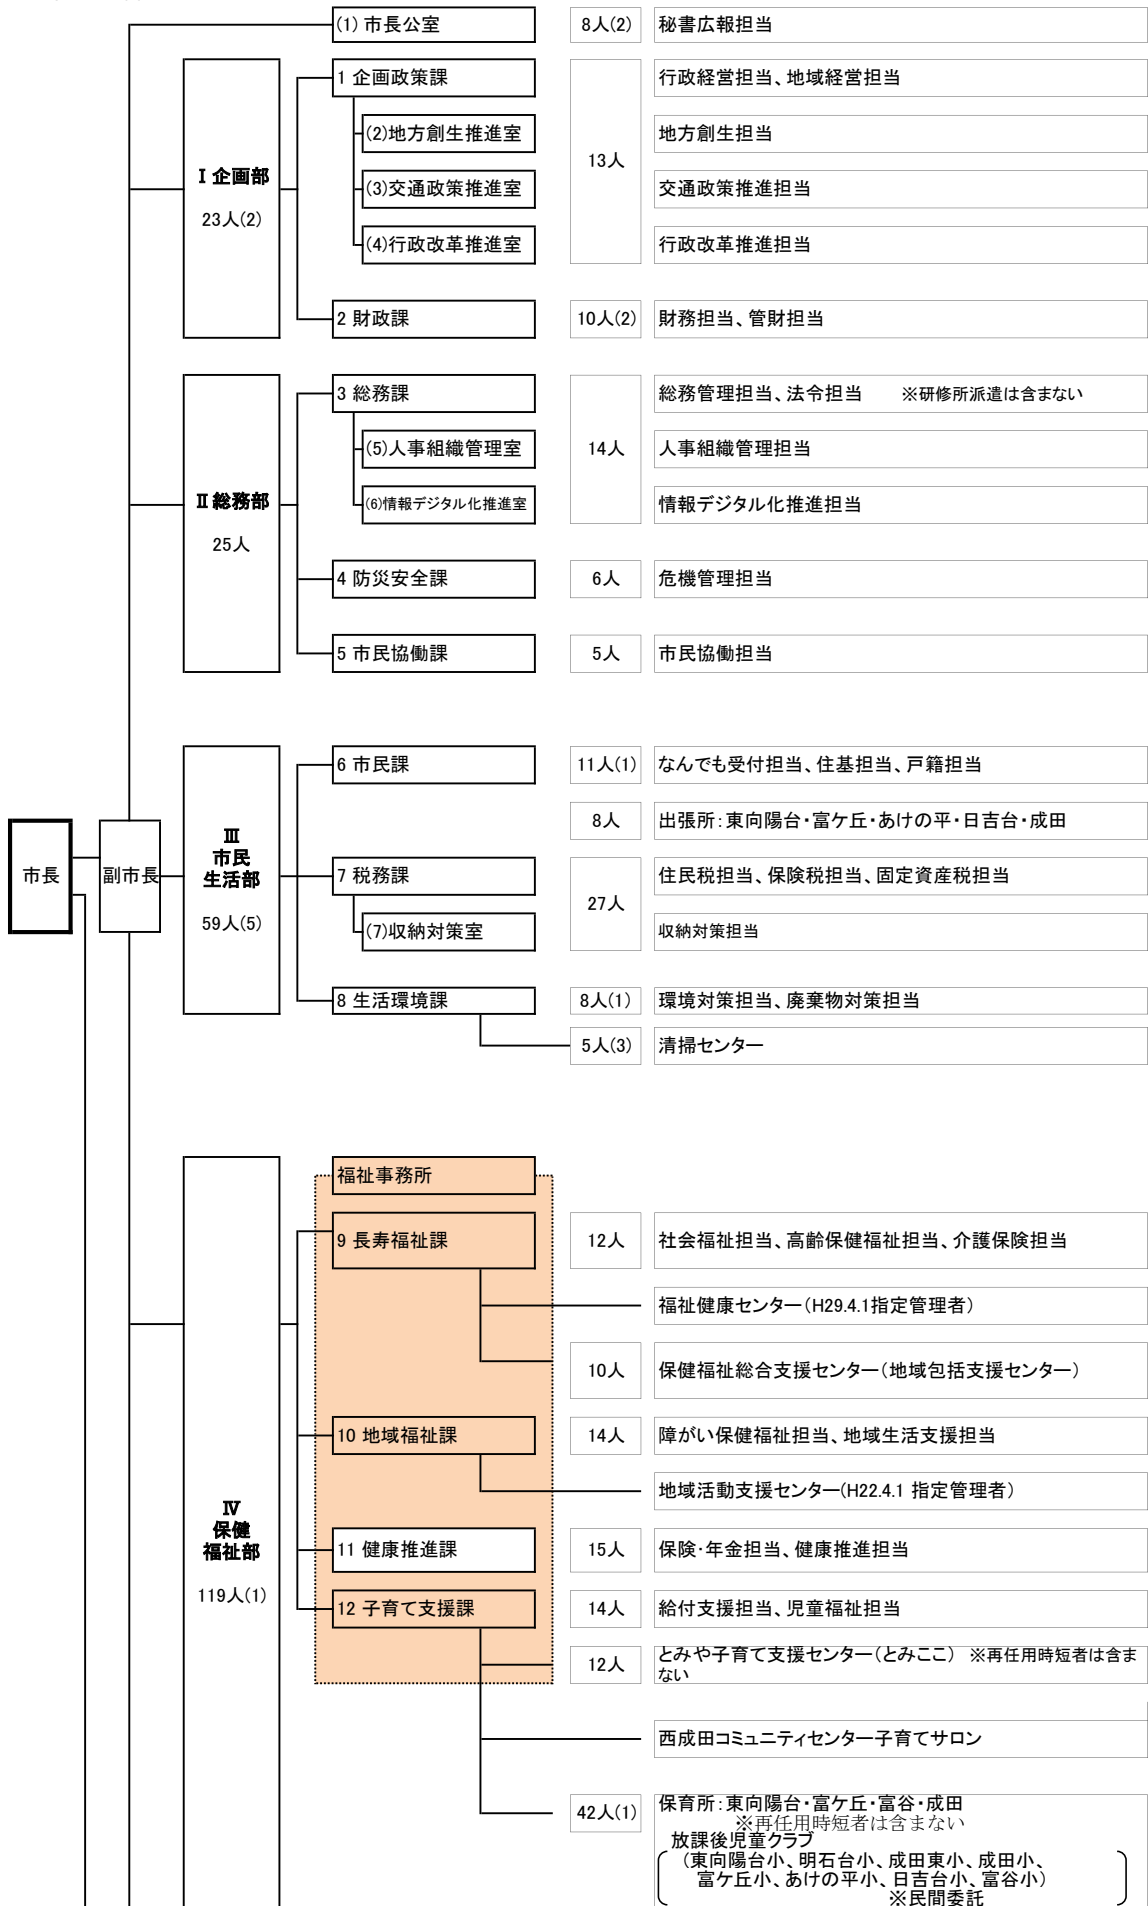 (1) 市長公室 8人(2) 秘書広報担当
1 企画政策課 行政経営担当、地域経営担当
(2)地方創生推進室 地方創生担当
13人
Ⅰ 企画部
(3)交通政策推進室 交通政策推進担当
23人(2)
(4)行政改革推進室 行政改革推進担当
2 財政課 10人(2) 財務担当、管財担当
3 総務課 総務管理担当、法令担当 ※研修所派遣は含まない
(5)人事組織管理室 14人 人事組織管理担当
Ⅱ 総務部
(6)情報デジタル化推進室 情報デジタル化推進担当
25人
4 防災安全課 6人 危機管理担当
5 市民協働課 5人 市民協働担当
6 市民課 11人(1) なんでも受付担当、住基担当、戸籍担当
8人 出張所:東向陽台・富ケ丘・あけの平・日吉台・成田
Ⅲ
市民
生活部
59人(5)
市長 副市長
7 税務課 住民税担当、保険税担当、固定資産税担当
27人
(7)収納対策室 収納対策担当
8 生活環境課 8人(1) 環境対策担当、廃棄物対策担当
5人(3) 清掃センター
福祉事務所
9 長寿福祉課 12人 社会福祉担当、高齢保健福祉担当、介護保険担当
福祉健康センター(H29.4.1指定管理者)
10人 保健福祉総合支援センター(地域包括支援センター)
10 地域福祉課 14人 障がい保健福祉担当、地域生活支援担当
地域活動支援センター(H22.4.1 指定管理者)
Ⅳ
保健
福祉部
119人(1)
11 健康推進課 15人 保険・年金担当、健康推進担当
12 子育て支援課 14人 給付支援担当、児童福祉担当
12人 とみや子育て支援センター(とみここ) ※再任用時短者は含ま
ない
西成田コミュニティセンター子育てサロン
42人(1) 保育所:東向陽台・富ケ丘・富谷・成田
※再任用時短者は含まない
放課後児童クラブ
(東向陽台小、明石台小、成田東小、成田小、
富ケ丘小、あけの平小、日吉台小、富谷小)
※民間委託